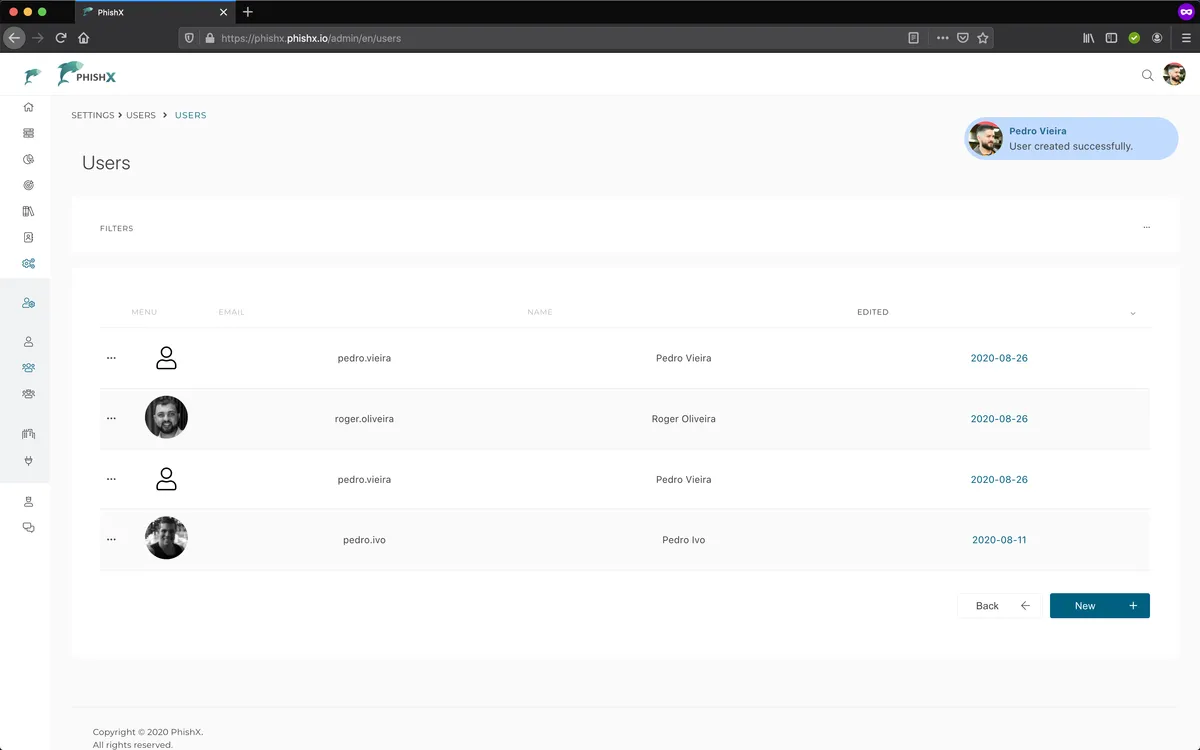 PhishX
https://phishx.phishx.io/admin/en/users
PHISHX
SETTINGS USERS USERS
Pedro Vieira
User created successfully.
Users
FILTERS
MENU EMAIL NAME EDITED
pedro.vieira Pedro Vieira 2020-08-26
roger.oliveira Roger Oliveira 2020-08-26
pedro.vieira Pedro Vieira 2020-08-26
pedro.ivo Pedro Ivo 2020-08-11
Back New
Copyright © 2020 PhishX.
All rights reserved.